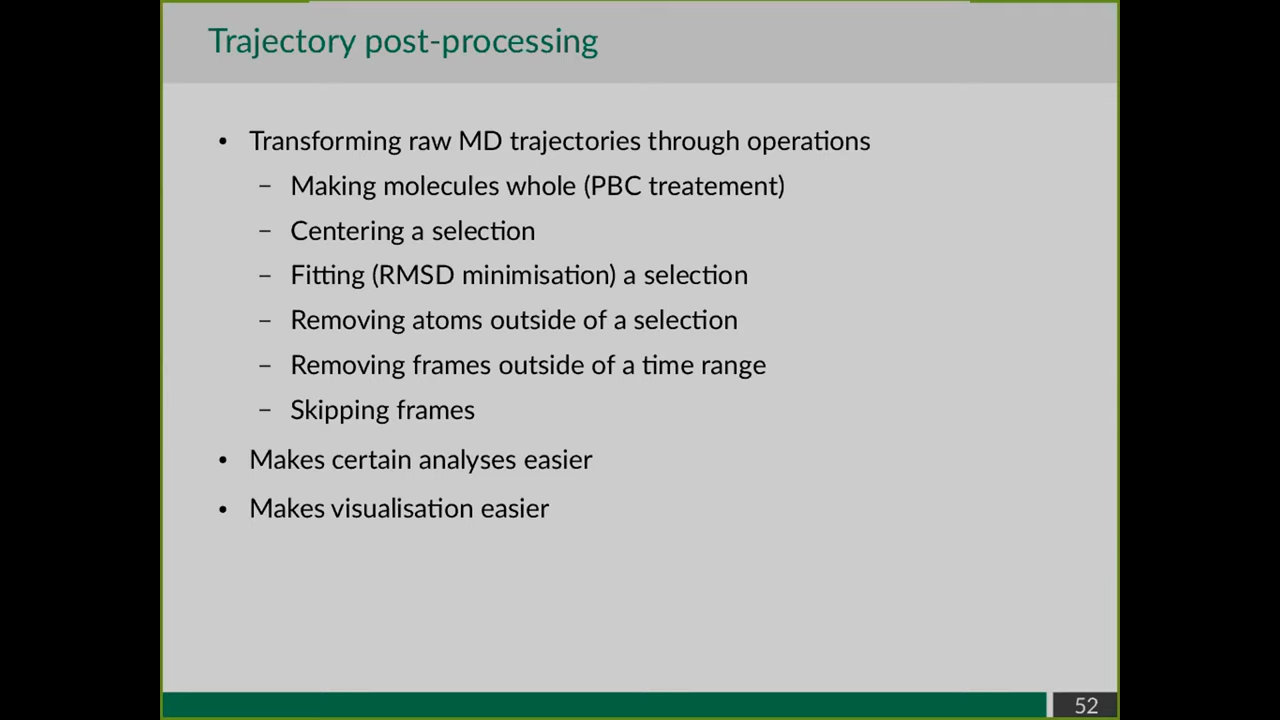 Trajectory post-processing
• Transforming raw MD trajectories through operations
– Making molecules whole (PBC treatement)
– Centering a selection
– Fitting (RMSD minimisation) a selection
– Removing atoms outside of a selection
– Removing frames outside of a time range
– Skipping frames
• Makes certain analyses easier
• Makes visualisation easier
52